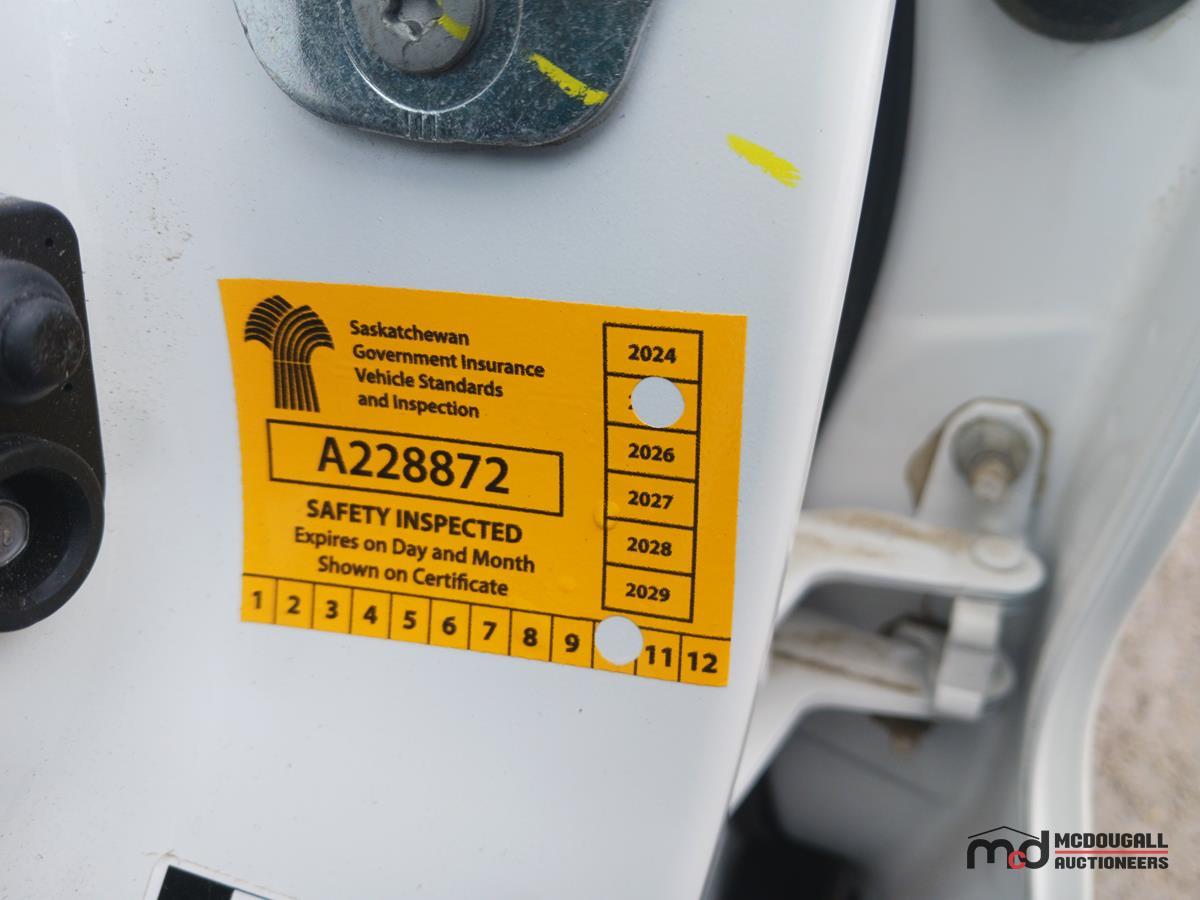 Saskatchewan
Government Insurance
Vehicle Standards
and Inspection
A228872
SAFETY INSPECTED
Expires on Day and Month
Shown on Certificate
2024
2026
2027
2028
2029
1 2 3 4 5 6 7 8 9 11 12
mcd MCDOUGALL
AUCTIONEERS